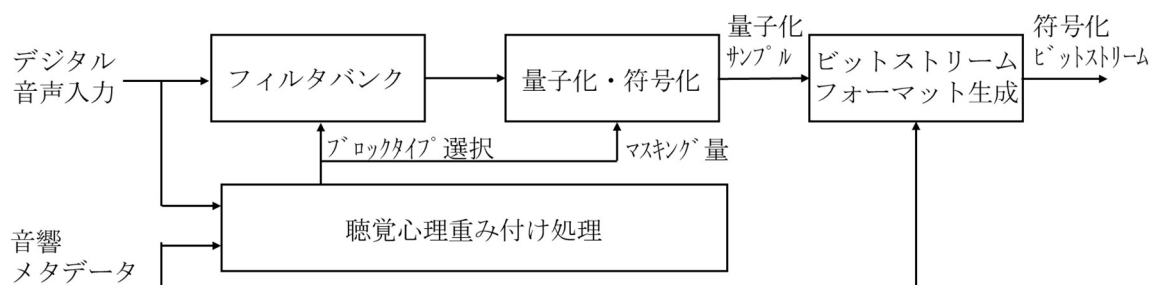 デジタル
音声入力
フィルタバンク
量子化・符号化
量子化
ｻﾝﾌﾟﾙ
ビットストリーム
フォーマット生成
符号化
ﾋﾞｯﾄｽﾄﾘｰﾑ
ﾌﾞﾛｯｸﾀｲﾌﾟ選択
ﾏｽｷﾝｸﾞ量
聴覚心理重み付け処理
音響
メタデータ